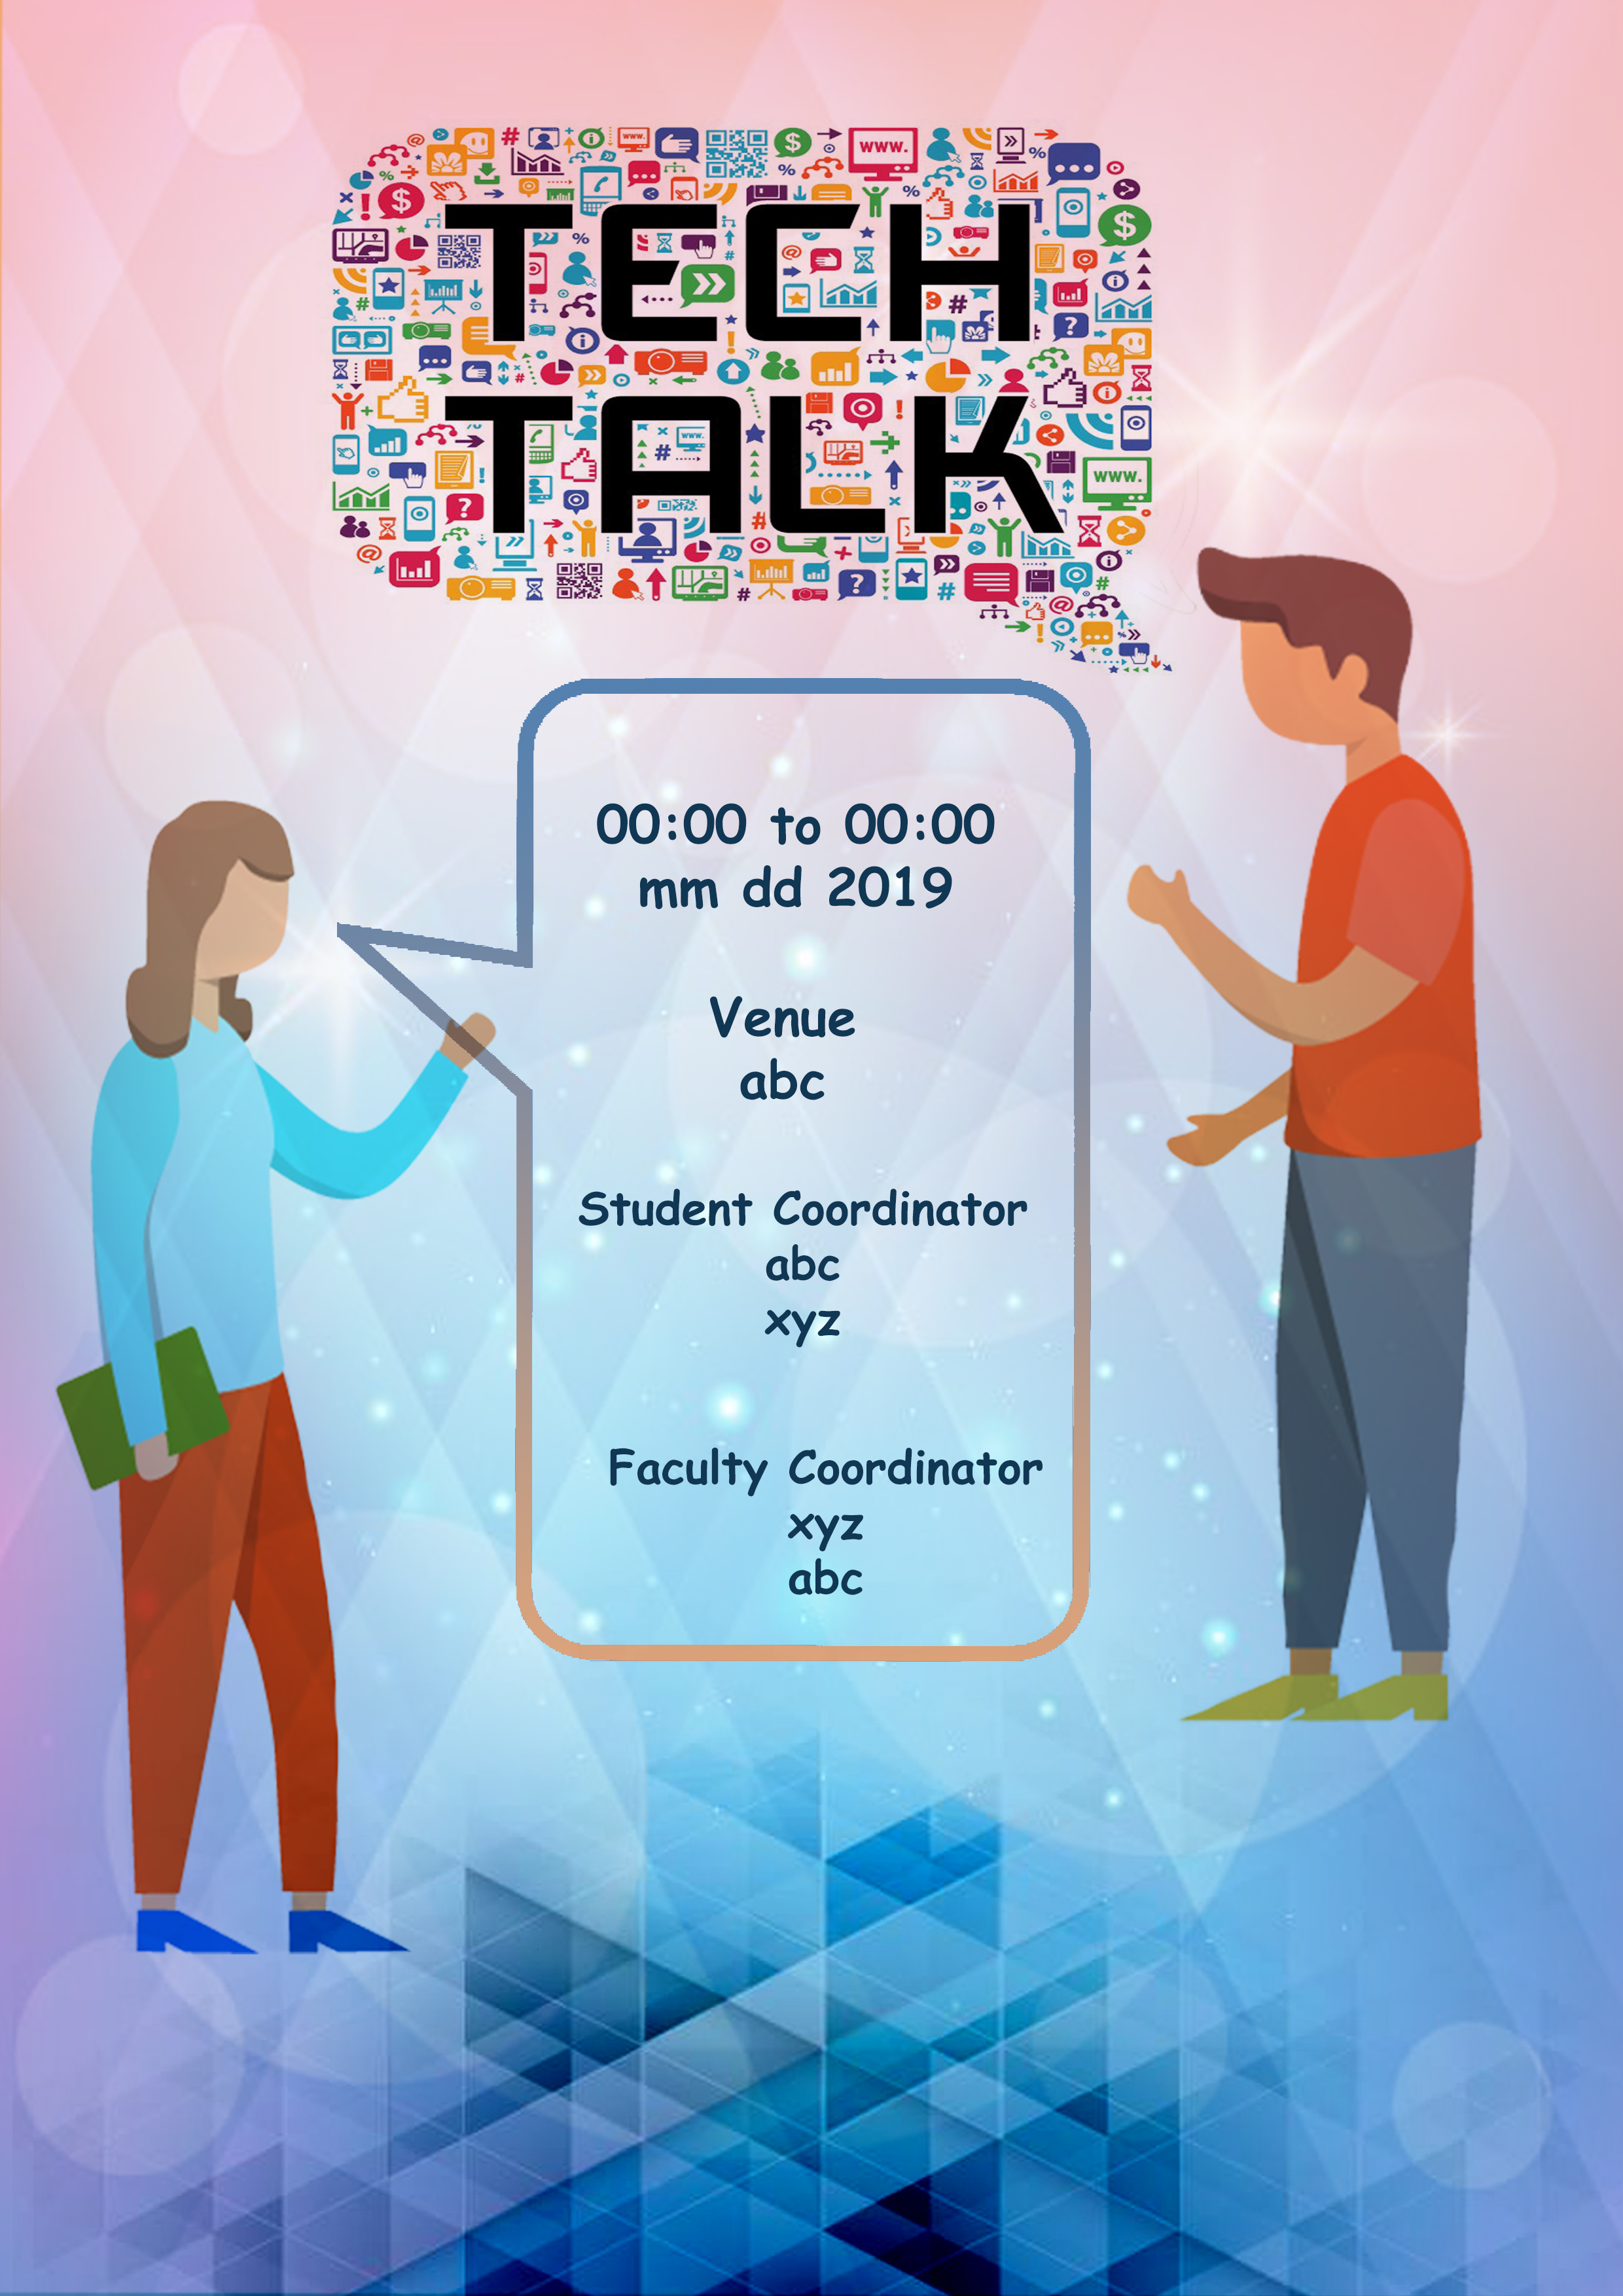 TECH
TALK
00:00 to 00:00
mm dd 2019
Venue
abc
Student Coordinator
abc
xyz
Faculty Coordinator
xyz
abc